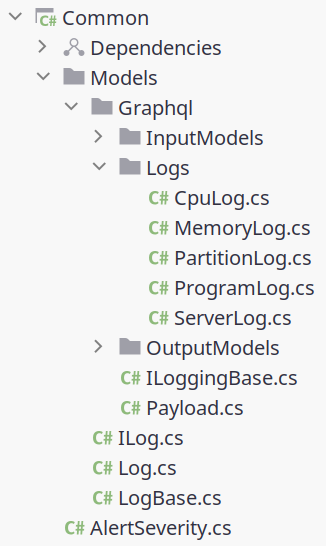 C# Common
Dependencies
Models
Graphql
InputModels
Logs
C# CpuLog.cs
C# MemoryLog.cs
C# PartitionLog.cs
C# ProgramLog.cs
C# ServerLog.cs
OutputModels
C# ILoggingBase.cs
C# Payload.cs
C# ILog.cs
C# Log.cs
C# LogBase.cs
C# AlertSeverity.cs